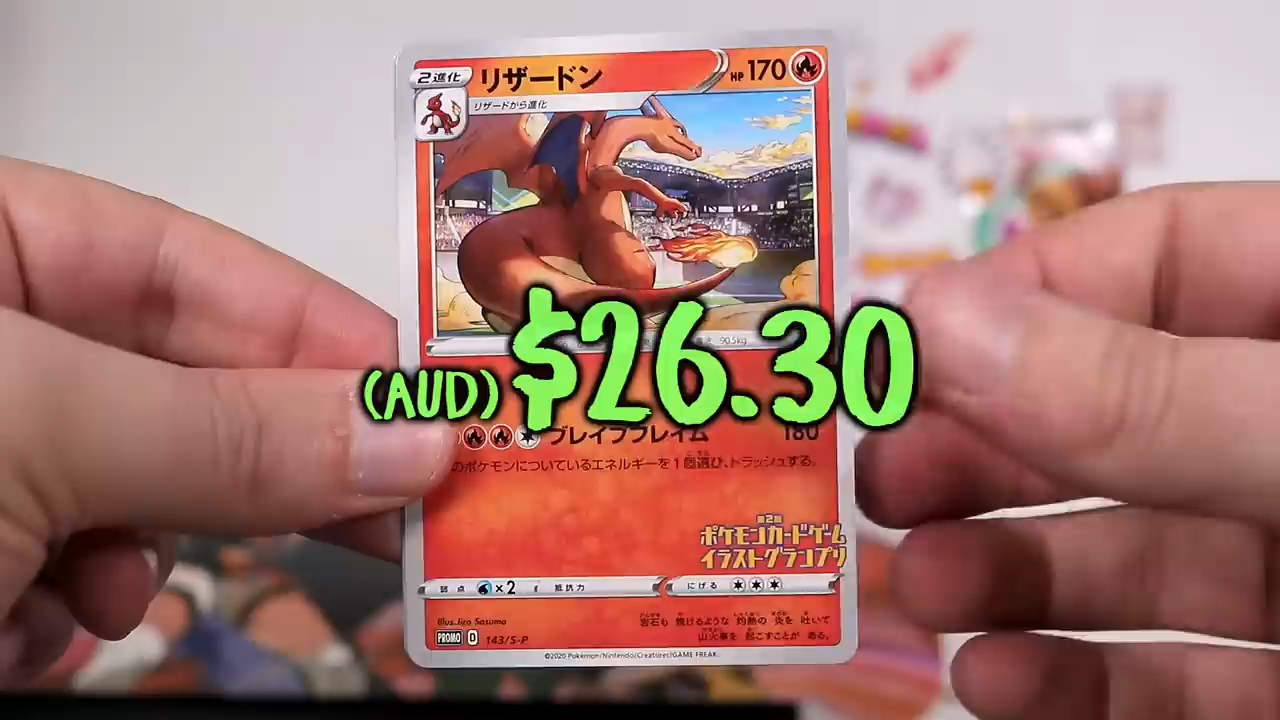 2進化 リザードン HP 170
リザードから進化
90.5kg
(AUD) $26.30
ブレイブフレイム 180
のポケモンについているエネルギーを1個選び、トラッシュする。
第2回
ポケモンカードゲーム
イラストグランプリ
弱点 ×2 抵抗力 にげる
Illus. Jiro Sasumo
岩石も 焼けるような 灼熱の 炎を 吐いて
山火事を 起こすことが ある。
PROMO D 143/S-P
©2020 Pokémon/Nintendo/Creatures/GAME FREAK.